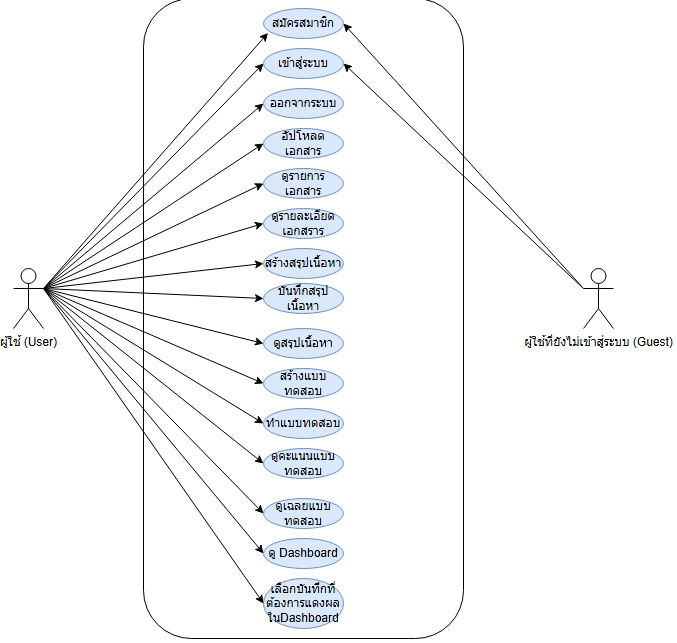 สมัครสมาชิก
เข้าสู่ระบบ
ออกจากระบบ
อัปโหลด
เอกสาร
ดูรายการ
เอกสาร
ดูรายละเอียด
เอกสราร
สร้างสรุปเนื้อหา
บันทึกสรุป
เนื้อหา
ผู้ใช้ (User)
ผู้ใช้ที่ยังไม่เข้าสู่ระบบ (Guest)
ดูสรุปเนื้อหา
สร้างแบบ
ทดสอบ
ทำแบบทดสอบ
ดูคะแนนแบบ
ทดสอบ
ดูเฉลยแบบ
ทดสอบ
ดู Dashboard
เลือกบันทึกที่
ต้องการแดงผล
ในDashboard